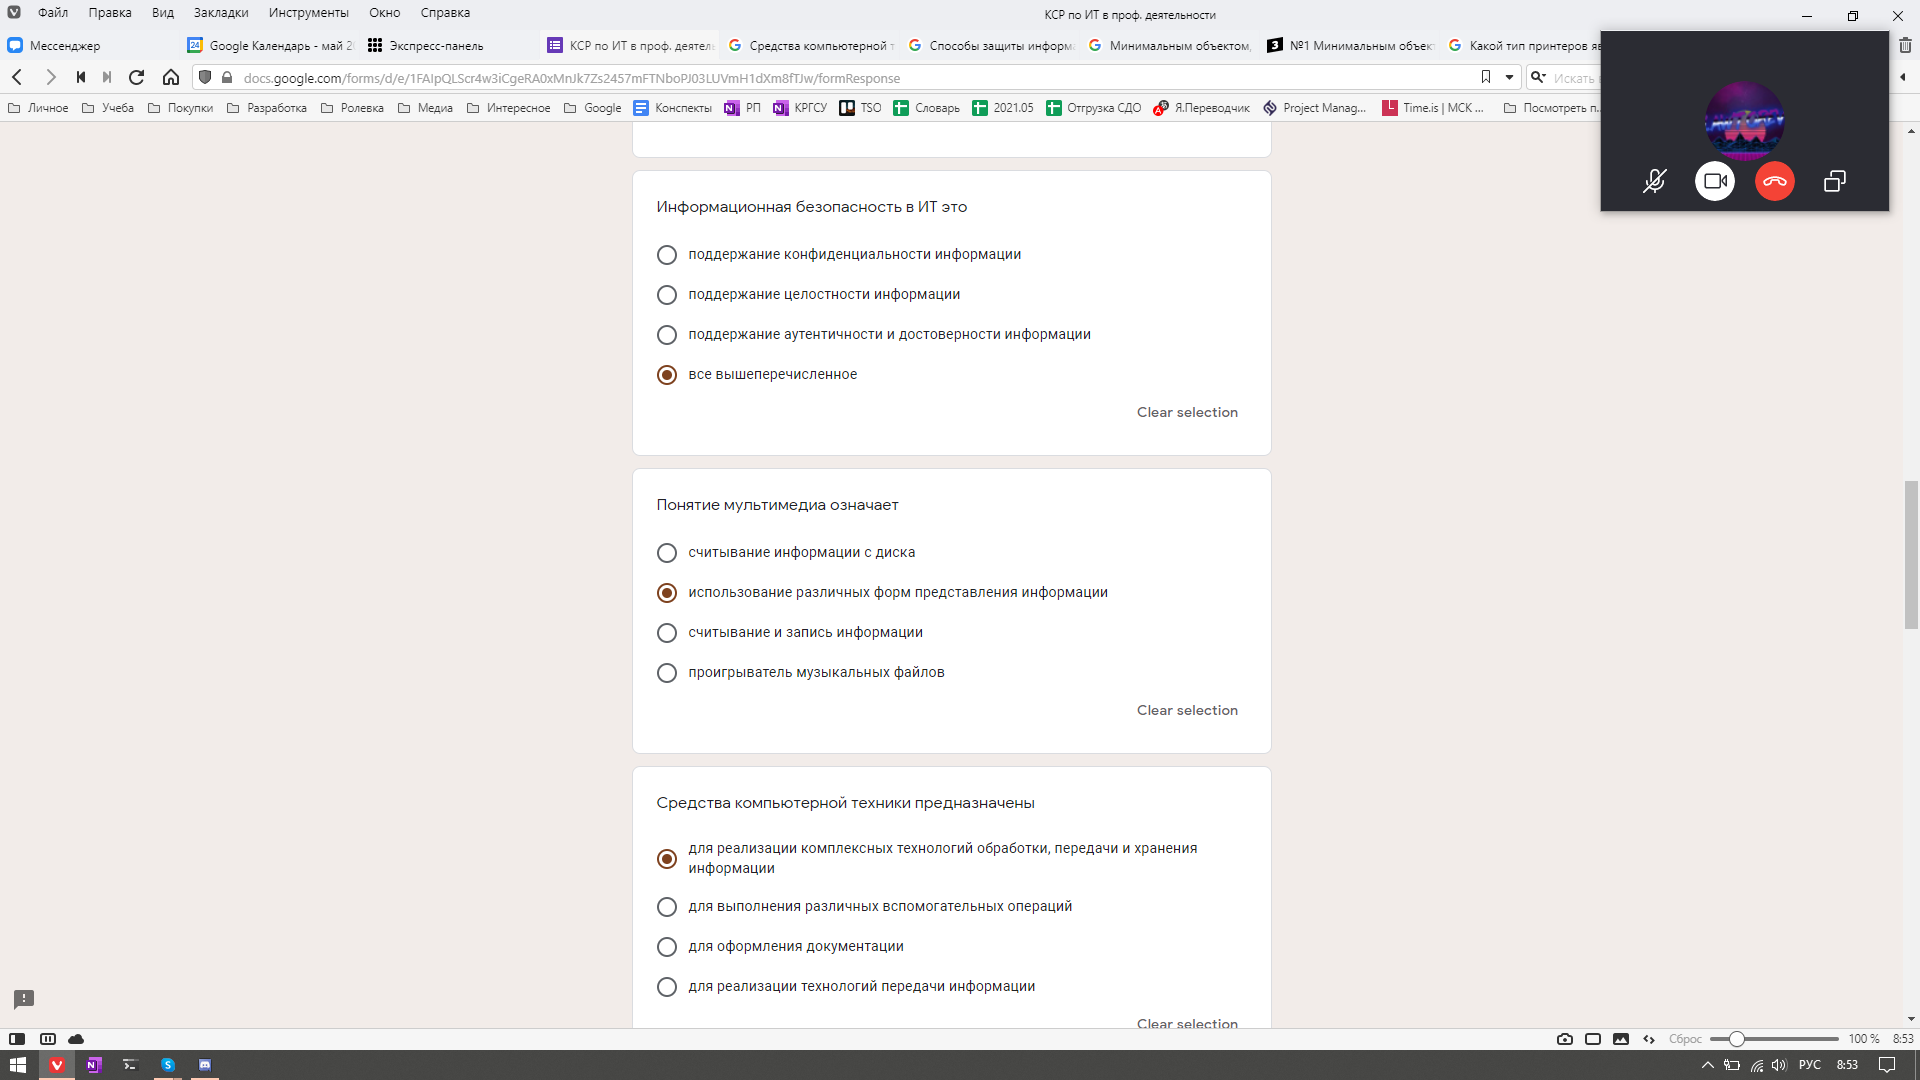 Файл Правка Вид Закладки Инструменты Окно Справка
КСР по ИТ в проф. деятельности
Мессенджер
Google Календарь - май 2
Экспресс-панель
КСР по ИТ в проф. деятел
Средства компьютерной т
Способы защиты информ
Минимальным объектом,
№1 Минимальным объек
Какой тип принтеров яв
docs.google.com/forms/d/e/1FAIpQLScr4w3iCgeRA0xMnJk7Zs2457mFTNboPJ03LUVmH1dXm8fTJw/formResponse
Искать в
Личное Учеба Покупки Разработка Ролевка Медиа Интересное Google Конспекты РП КРГСУ TSO Словарь 2021.05 Отгрузка СДО Я.Переводчик Project Manag... Time.is | МСК ... Посмотреть п...
Информационная безопасность в ИТ это
поддержание конфиденциальности информации
поддержание целостности информации
поддержание аутентичности и достоверности информации
все вышеперечисленное
Clear selection
Понятие мультимедиа означает
считывание информации с диска
использование различных форм представления информации
считывание и запись информации
проигрыватель музыкальных файлов
Clear selection
Средства компьютерной техники предназначены
для реализации комплексных технологий обработки, передачи и хранения
информации
для выполнения различных вспомогательных операций
для оформления документации
для реализации технологий передачи информации
Clear selection
Сброс 100 % 8:53
РУС 8:53